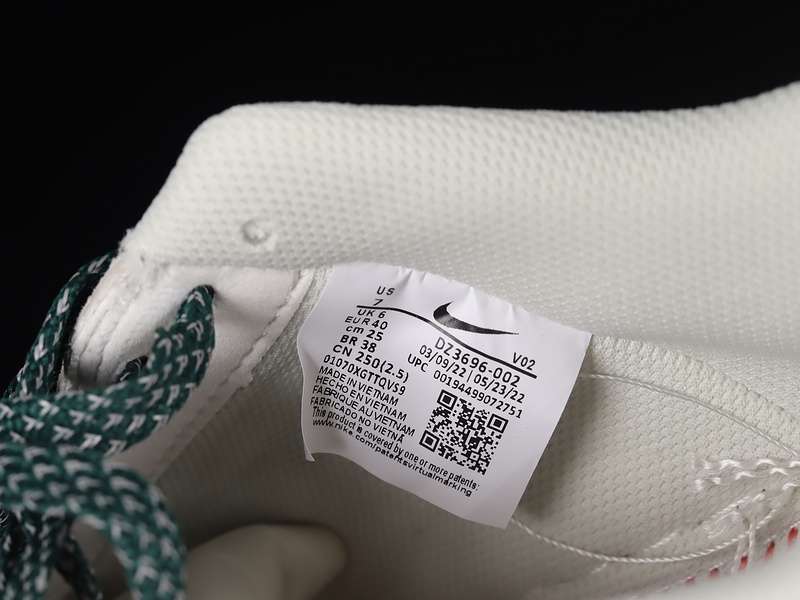 US
7
UK 6
EUR 40
cm 25
BR 38
CN 250(2.5)
01070XGTTQVS9
MADE IN VIETNAM
HECHO EN VIETNAM
FABRIQUE AU VIETNAM
FABRICADO NO VIETNÃ
This product is covered by one or more patents:
www.nike.com/patentsvirtualmarking
V02
DZ3696-002
03/09/22 | 05/23/22
UPC 00194499072751